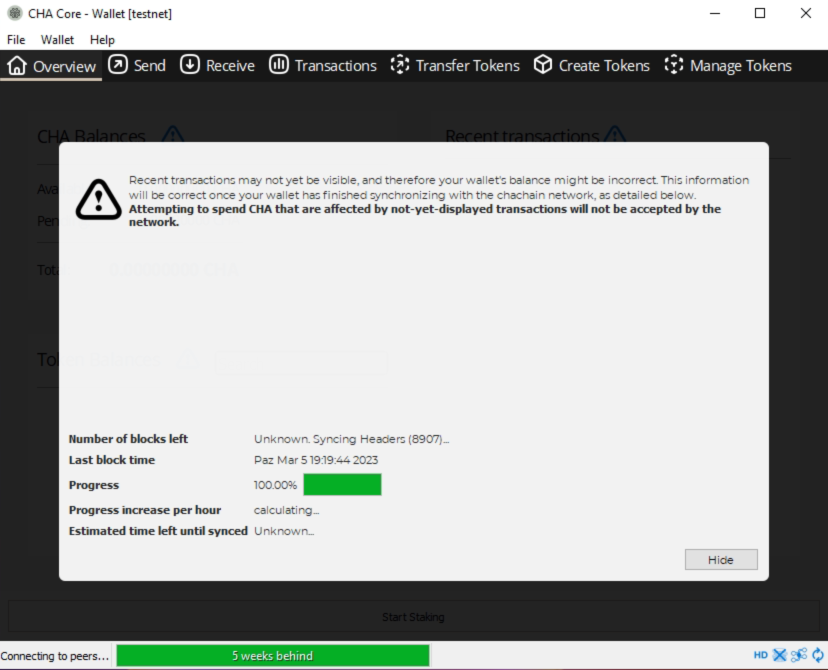 CHA Core - Wallet [testnet]
File Wallet Help
Overview Send Receive Transactions Transfer Tokens Create Tokens Manage Tokens
CHA Balances Recent transactions
Recent transactions may not yet be visible, and therefore your wallet's balance might be incorrect. This information
will be correct once your wallet has finished synchronizing with the chachain network, as detailed below.
Attempting to spend CHA that are affected by not-yet-displayed transactions will not be accepted by the
network.
Number of blocks left Unknown. Syncing Headers (8907)...
Last block time Paz Mar 5 19:19:44 2023
Progress 100.00%
Progress increase per hour calculating...
Estimated time left until synced Unknown...
Hide
Start Staking
Connecting to peers... 5 weeks behind HD